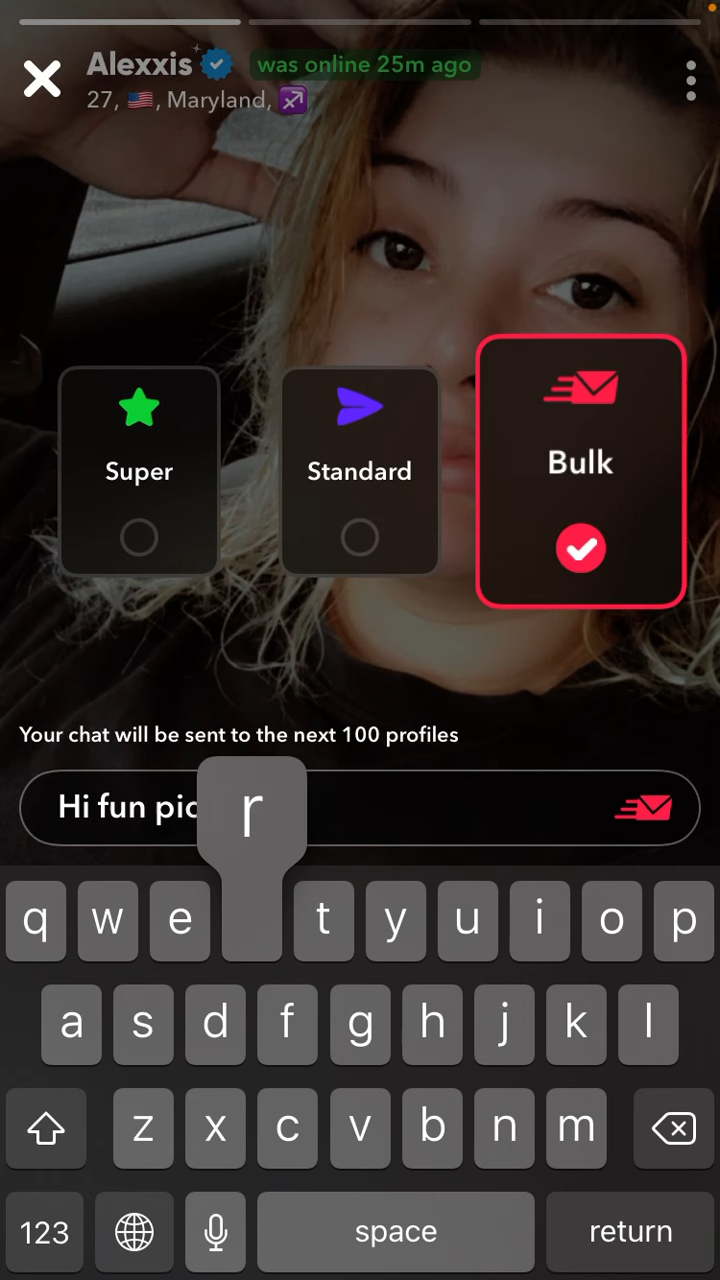 Alexxis was online 25m ago
27, 🇺🇸, Maryland, ♐
Super
Standard
Bulk
Your chat will be sent to the next 100 profiles
Hi fun pic
r
q w e t y u i o p
a s d f g h j k l
z x c v b n m
123 space return